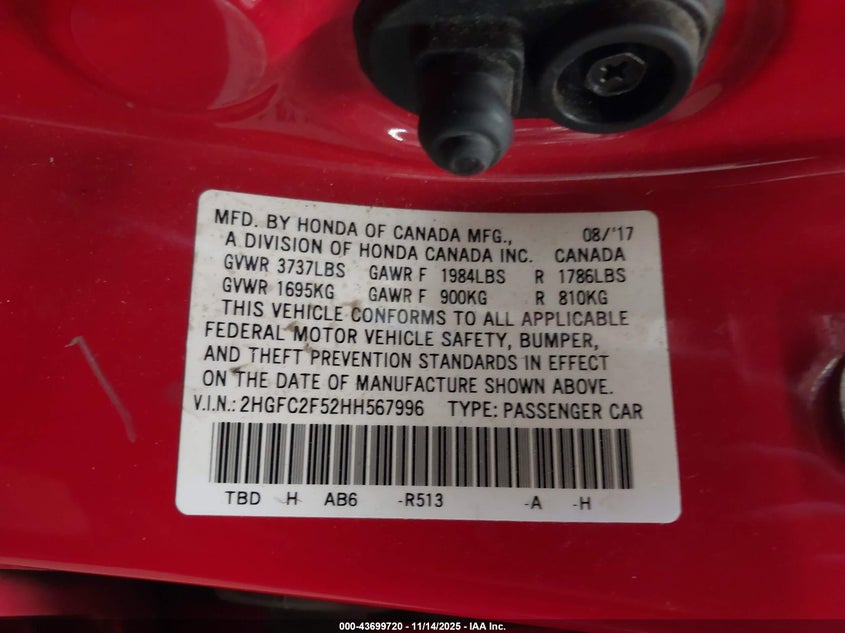 MFD. BY HONDA OF CANADA MFG., 08/'17
A DIVISION OF HONDA CANADA INC. CANADA
GVWR 3737LBS GAWR F 1984LBS R 1786LBS
GVWR 1695KG GAWR F 900KG R 810KG
THIS VEHICLE CONFORMS TO ALL APPLICABLE
FEDERAL MOTOR VEHICLE SAFETY, BUMPER,
AND THEFT PREVENTION STANDARDS IN EFFECT
ON THE DATE OF MANUFACTURE SHOWN ABOVE.
V.I.N.: 2HGFC2F52HH567996 TYPE: PASSENGER CAR
TBD H AB6 -R513 -A -H
000-43699720 - 11/14/2025 - IAA Inc.